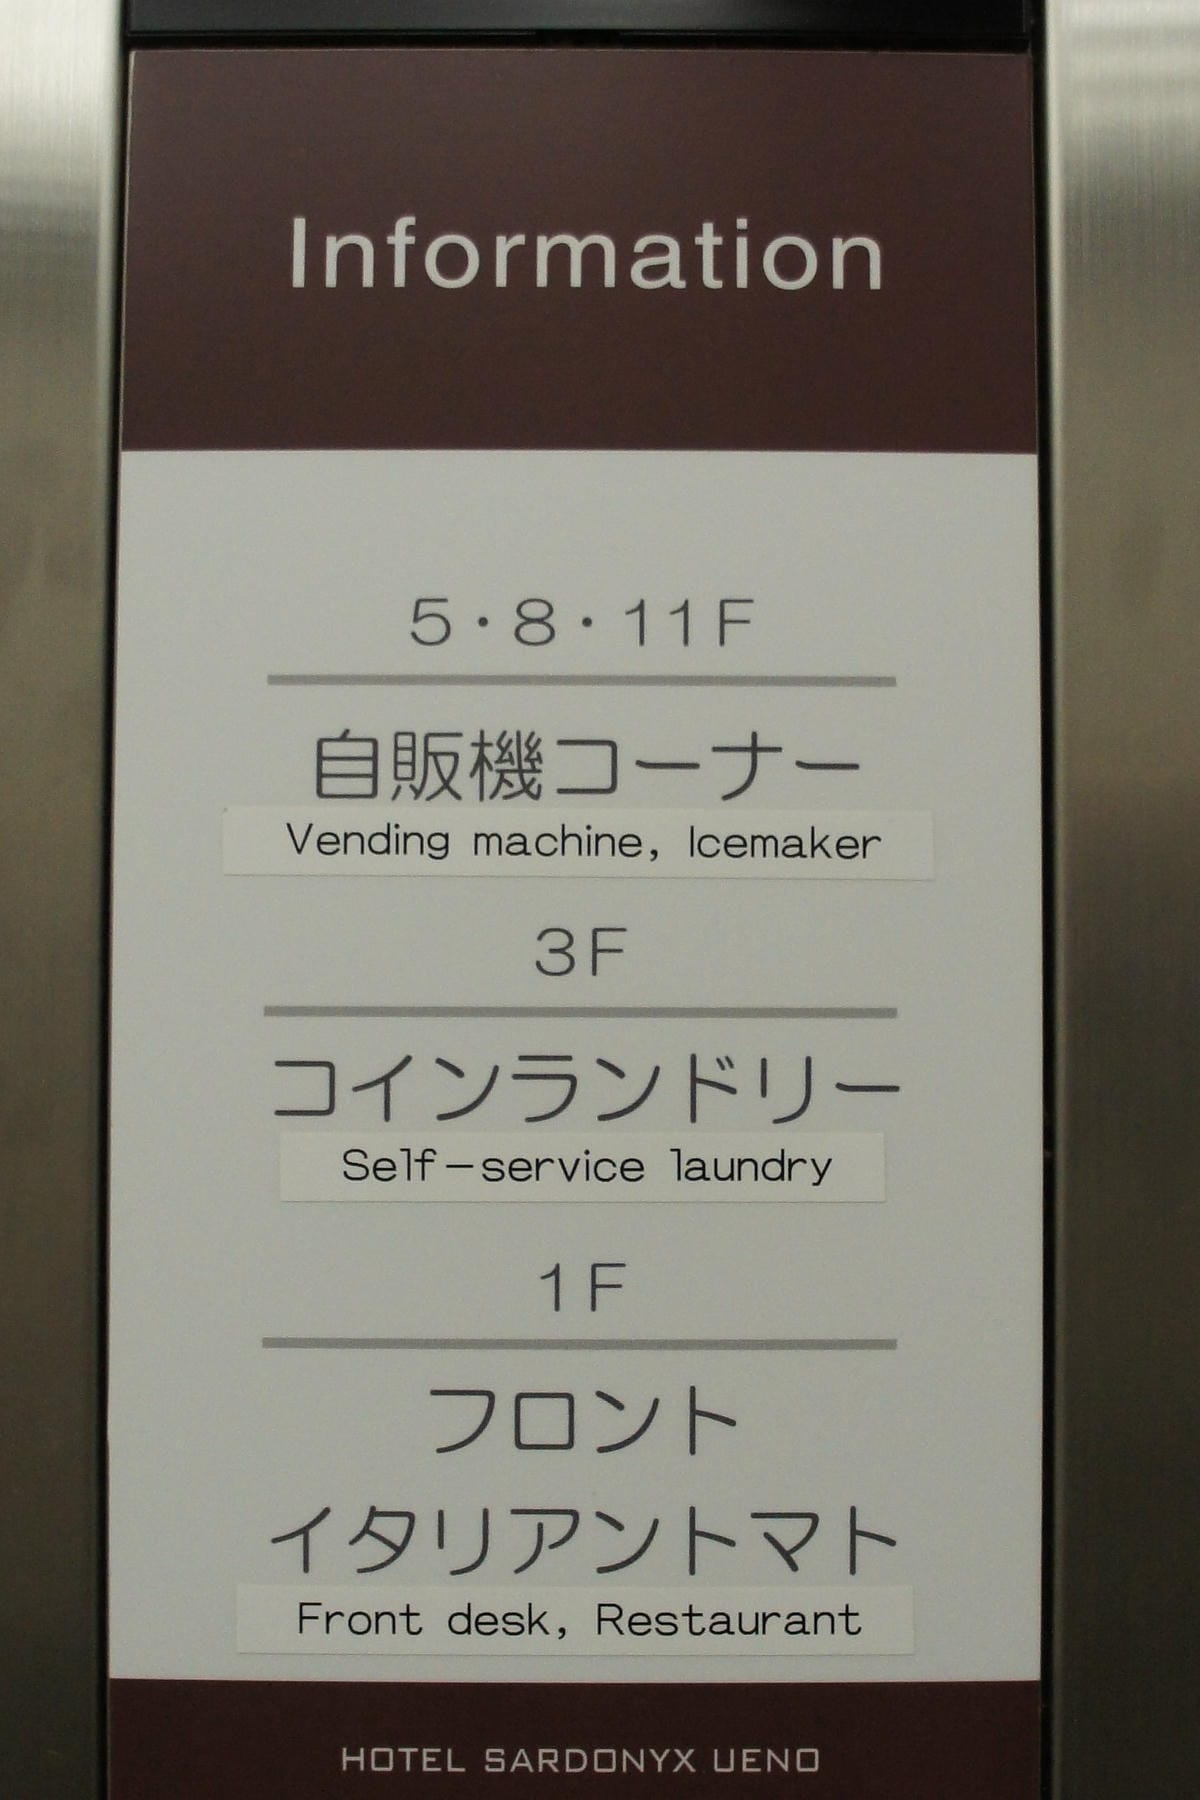 Information
5・8・11F
自販機コーナー
Vending machine, Icemaker
3F
コインランドリー
Self-service laundry
1F
フロント
イタリアントマト
Front desk, Restaurant
HOTEL SARDONYX UENO